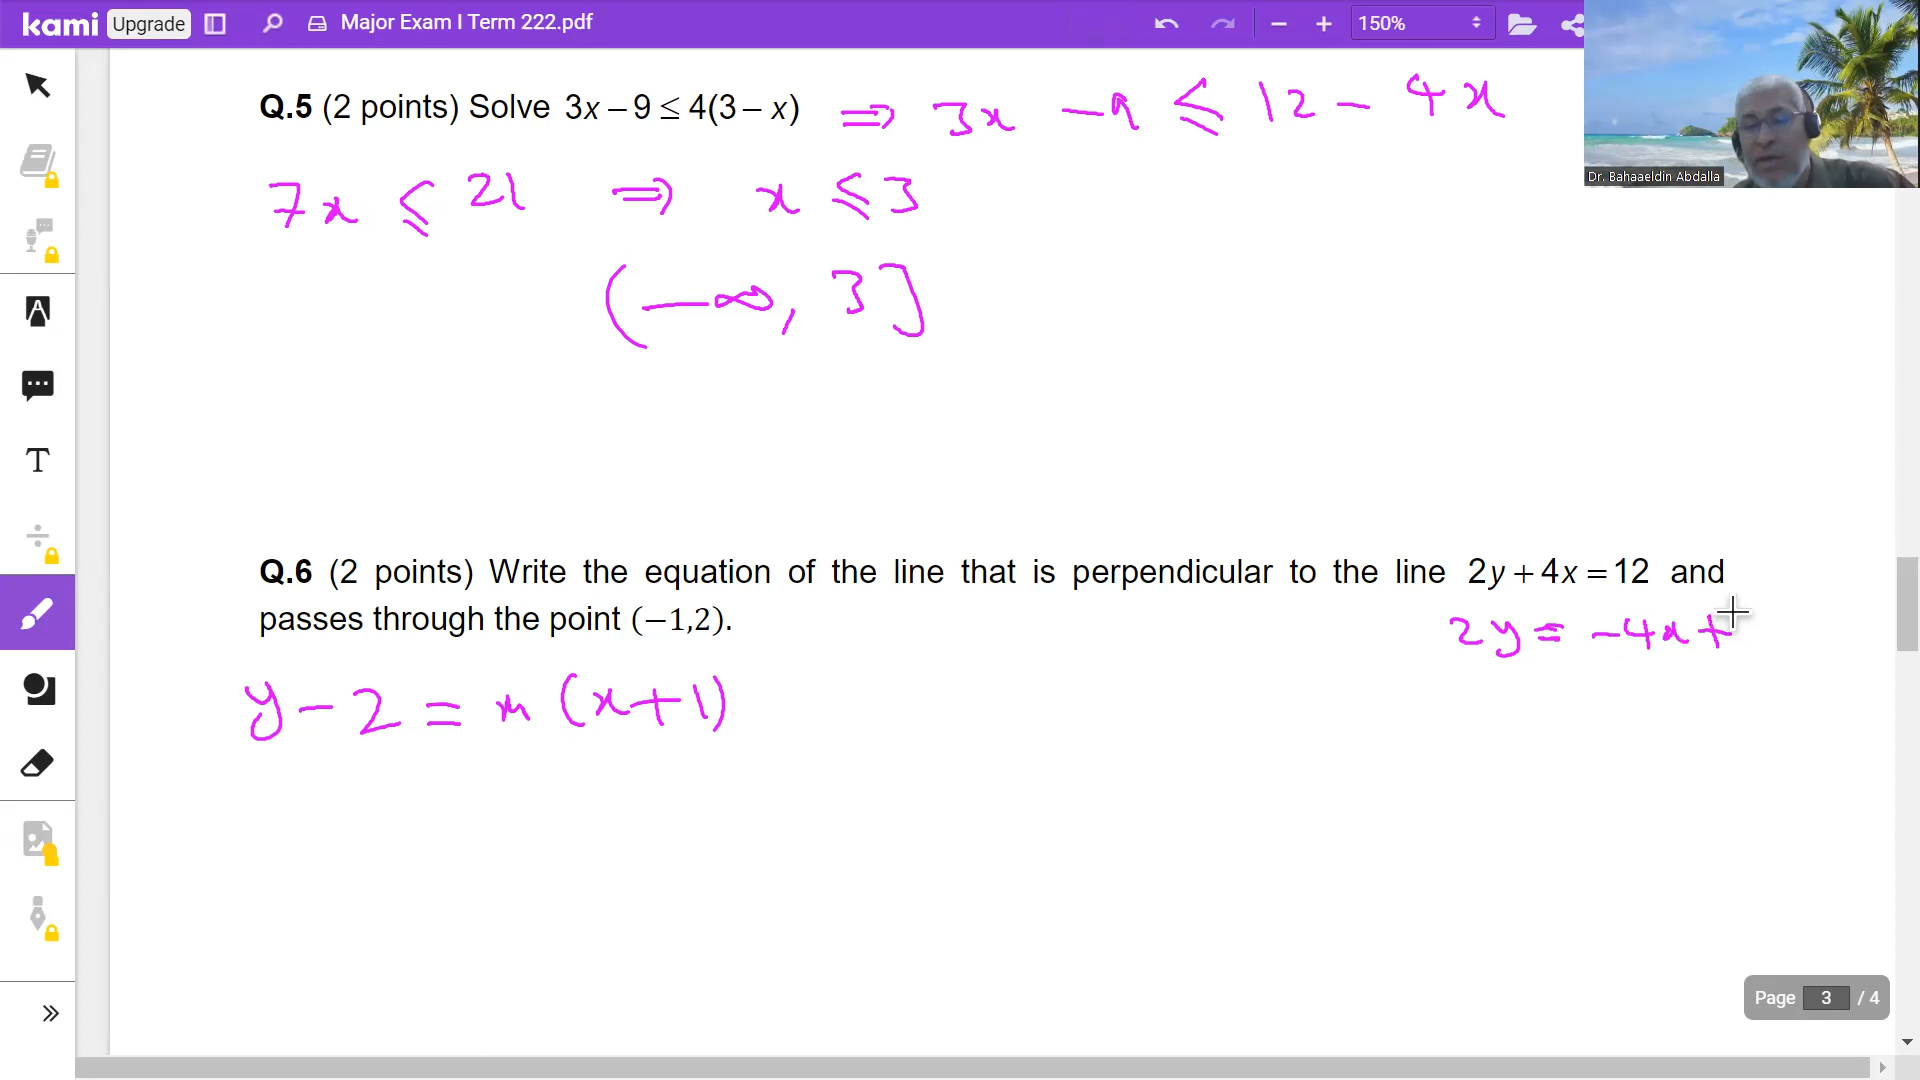 kami Upgrade Major Exam I Term 222.pdf 150%
Dr. Bahaaeldin Abdalla
Q.5 (2 points) Solve 3x – 9 ≤ 4(3 – x) ⇒ 3x – 9 ≤ 12 – 4x
7x ≤ 21 ⇒ x ≤ 3
(–∞, 3]
Q.6 (2 points) Write the equation of the line that is perpendicular to the line 2y + 4x = 12 and
passes through the point (−1,2).
2y = -4x +
y – 2 = m (x+1)
Page 3 / 4